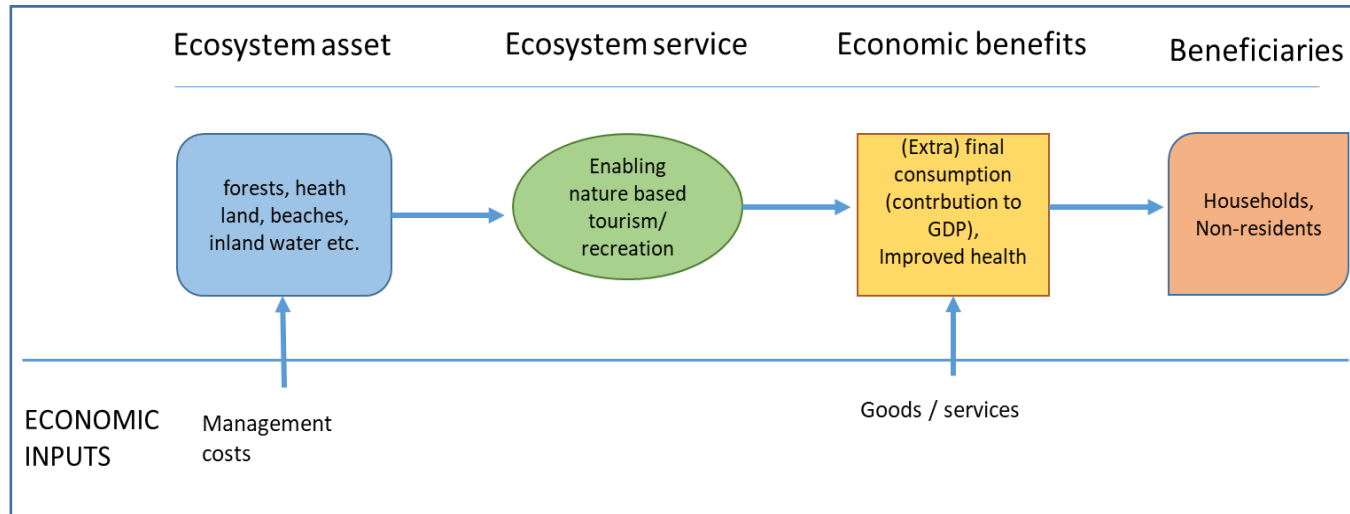 Ecosystem asset
Ecosystem service
Economic benefits
Beneficiaries
forests, heath
land, beaches,
inland water etc.
Enabling
nature based
tourism/
recreation
(Extra) final
consumption
(contrbution to
GDP),
Improved health
Households,
Non-residents
ECONOMIC
INPUTS
Management
costs
Goods / services